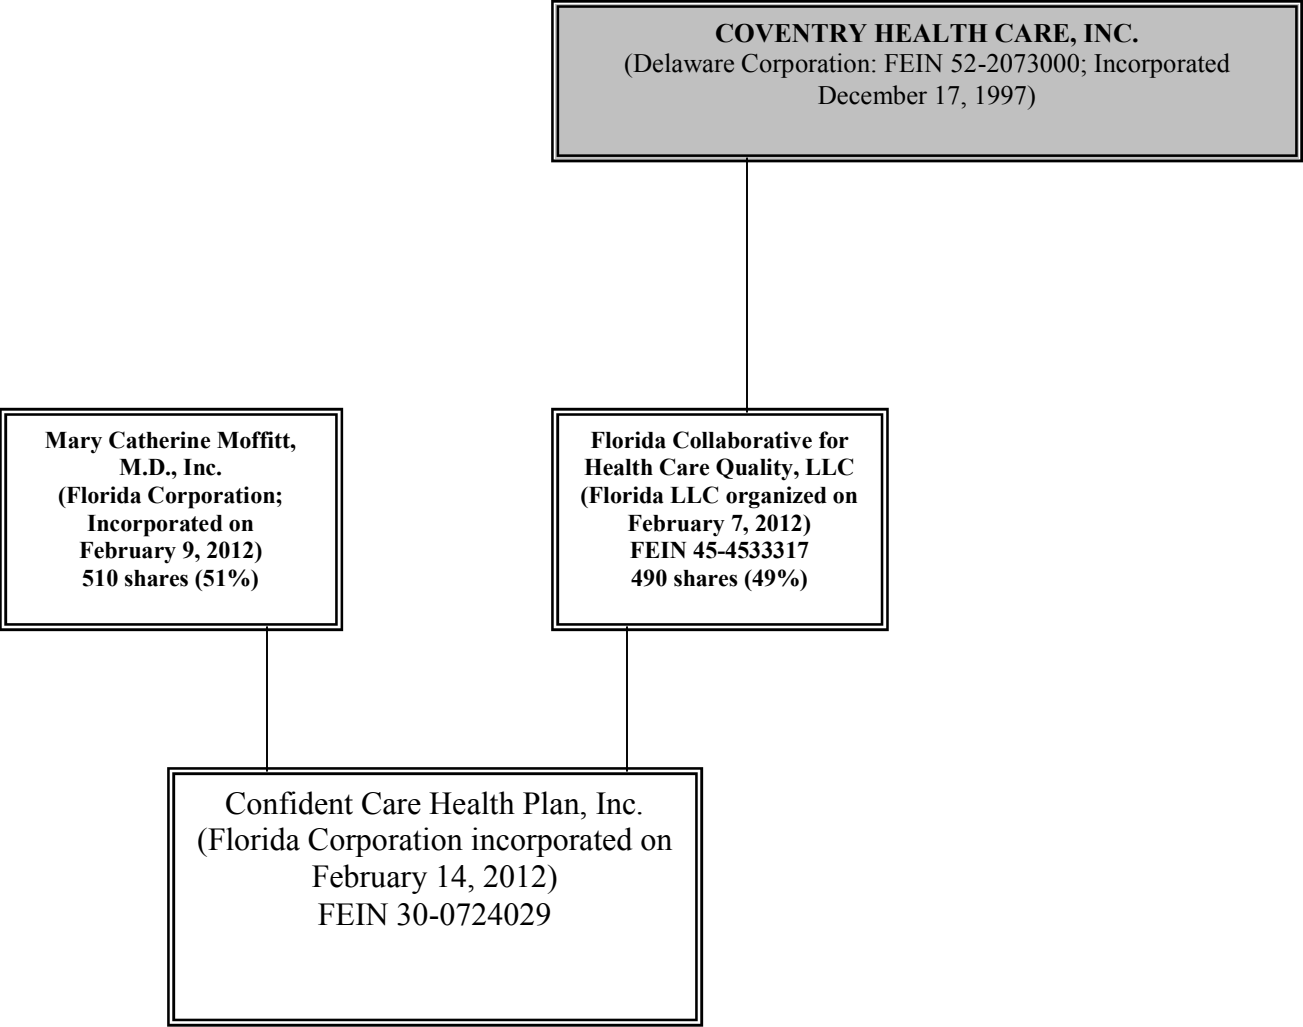 COVENTRY HEALTH CARE, INC.
(Delaware Corporation: FEIN 52-2073000; Incorporated
December 17, 1997)
Mary Catherine Moffitt,
M.D., Inc.
(Florida Corporation;
Incorporated on
February 9, 2012)
510 shares (51%)
Florida Collaborative for
Health Care Quality, LLC
(Florida LLC organized on
February 7, 2012)
FEIN 45-4533317
490 shares (49%)
Confident Care Health Plan, Inc.
(Florida Corporation incorporated on
February 14, 2012)
FEIN 30-0724029